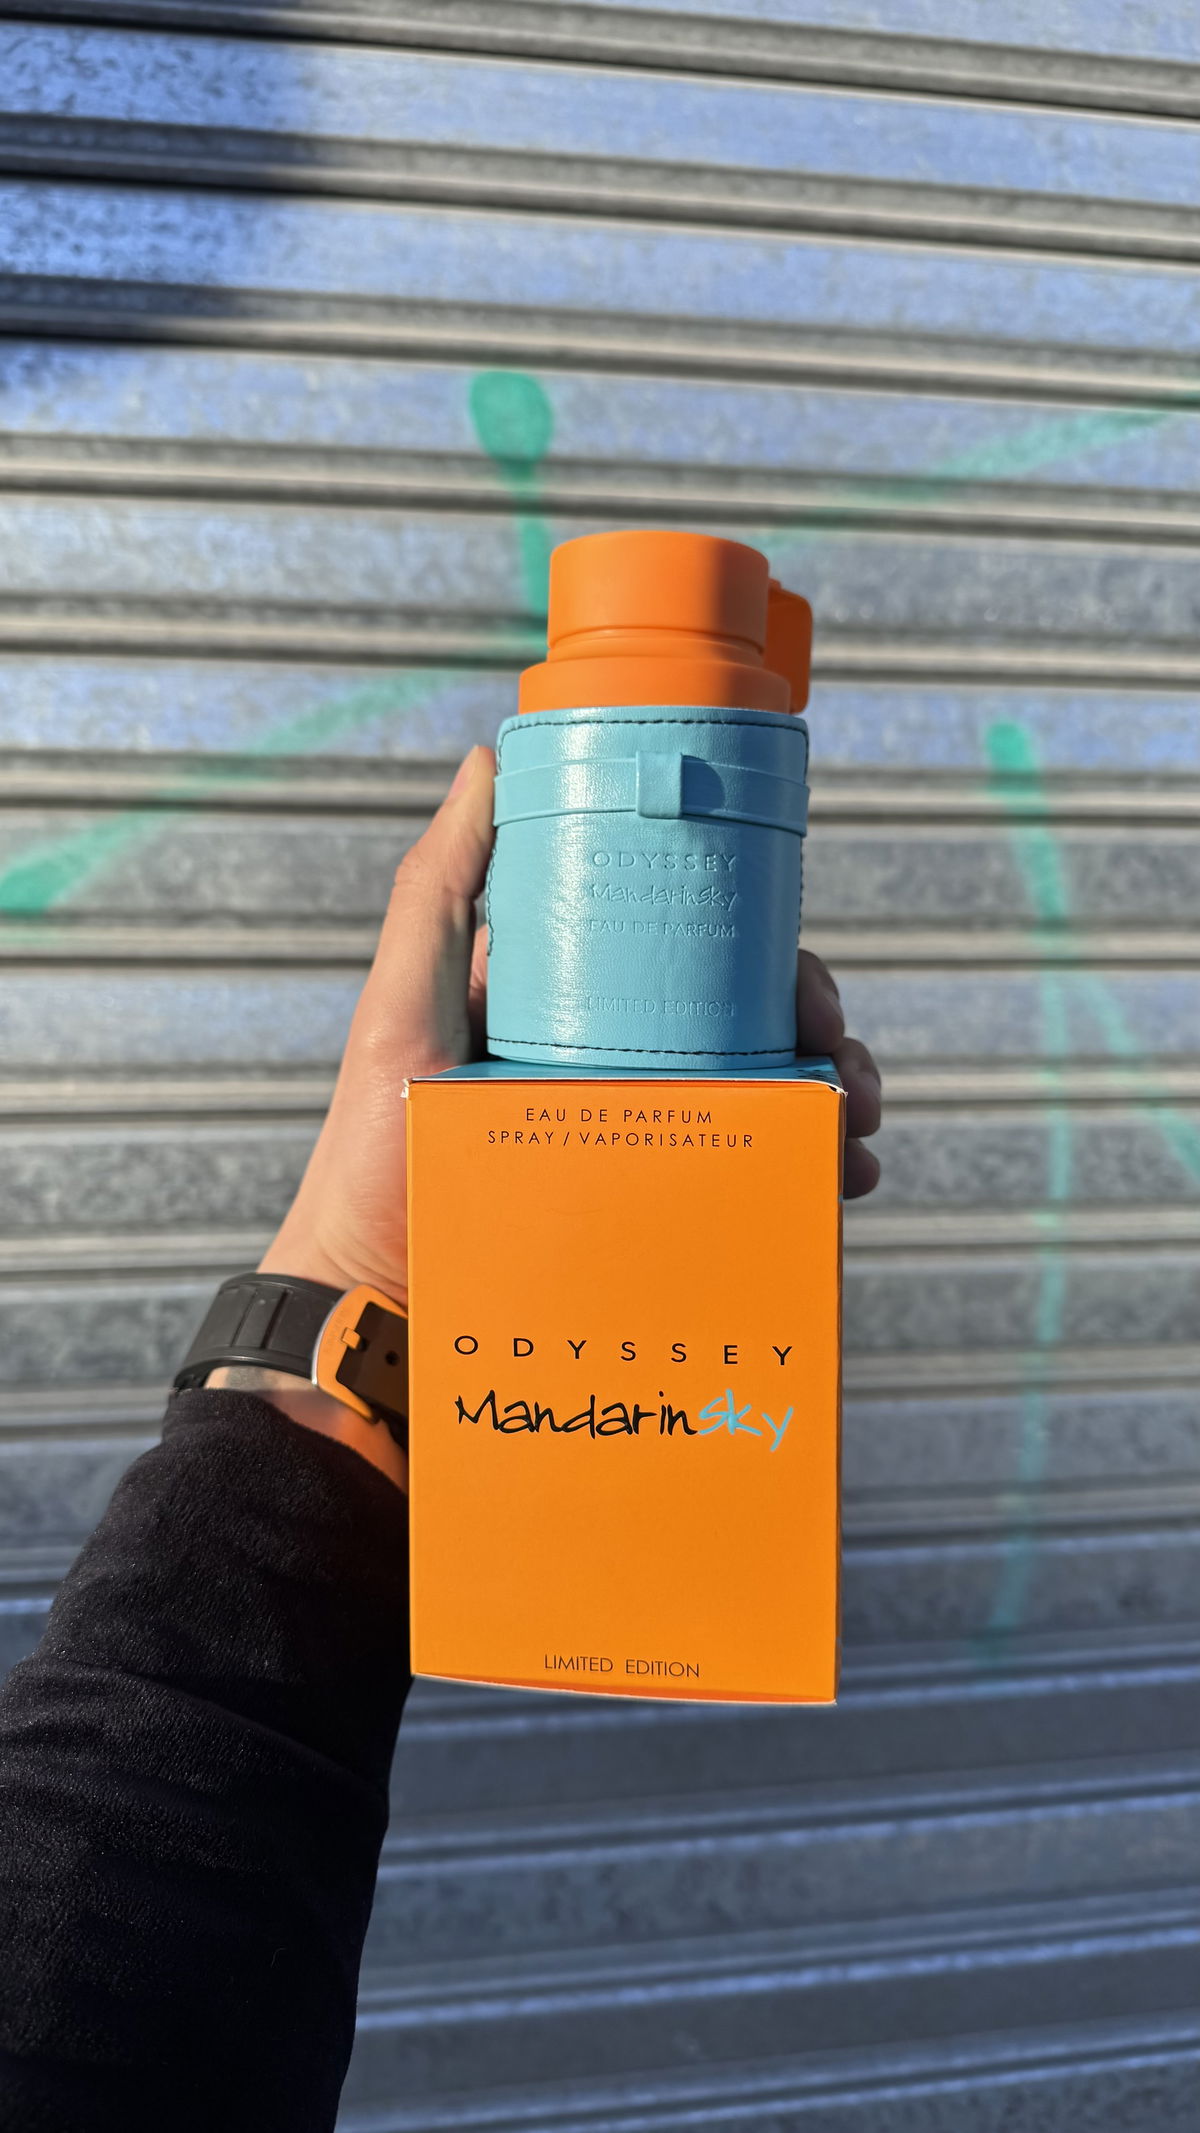 ODYSSEY
Mandarinsky
EAU DE PARFUM
LIMITED EDITION
EAU DE PARFUM
SPRAY / VAPORISATEUR
ODYSSEY
Mandarinsky
LIMITED EDITION